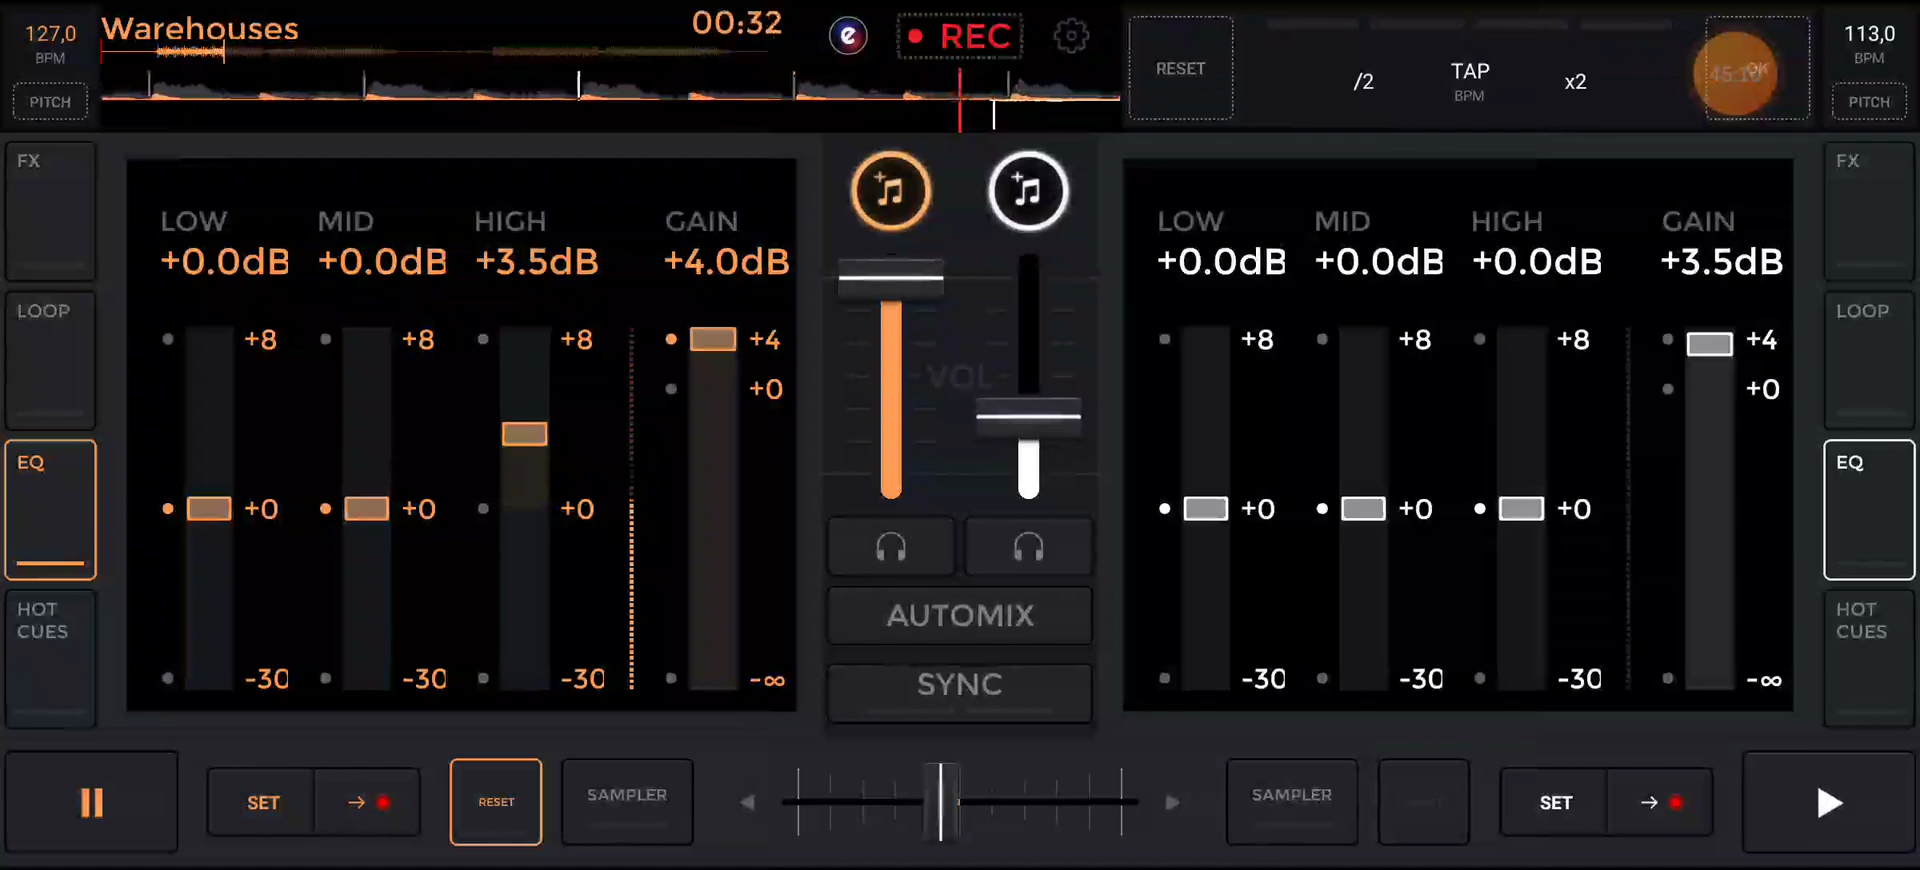 127,0
BPM
PITCH
Warehouses
00:32
e
REC
RESET
/2
TAP
BPM
x2
45:10
OK
113,0
BPM
PITCH
FX
LOOP
EQ
HOT
CUES
LOW
+0.0dB
MID
+0.0dB
HIGH
+3.5dB
GAIN
+4.0dB
+8
+8
+8
+4
+0
+0
+0
+0
-30
-30
-30
-∞
VOL
AUTOMIX
SYNC
LOW
+0.0dB
MID
+0.0dB
HIGH
+0.0dB
GAIN
+3.5dB
+8
+8
+8
+4
+0
+0
+0
+0
-30
-30
-30
-∞
FX
LOOP
EQ
HOT
CUES
SET
RESET
SAMPLER
SAMPLER
SET